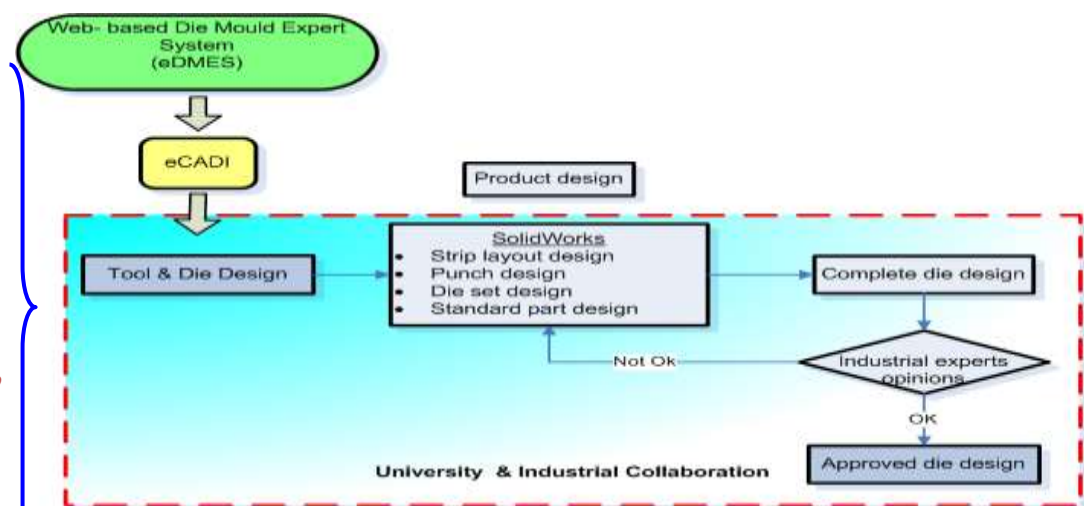 Web- based Die Mould Expert
System
(eDMES)
eCADI
Product design
Tool & Die Design
SolidWorks
• Strip layout design
• Punch design
• Die set design
• Standard part design
Complete die design
Industrial experts
opinions
Not Ok
OK
Approved die design
University & Industrial Collaboration